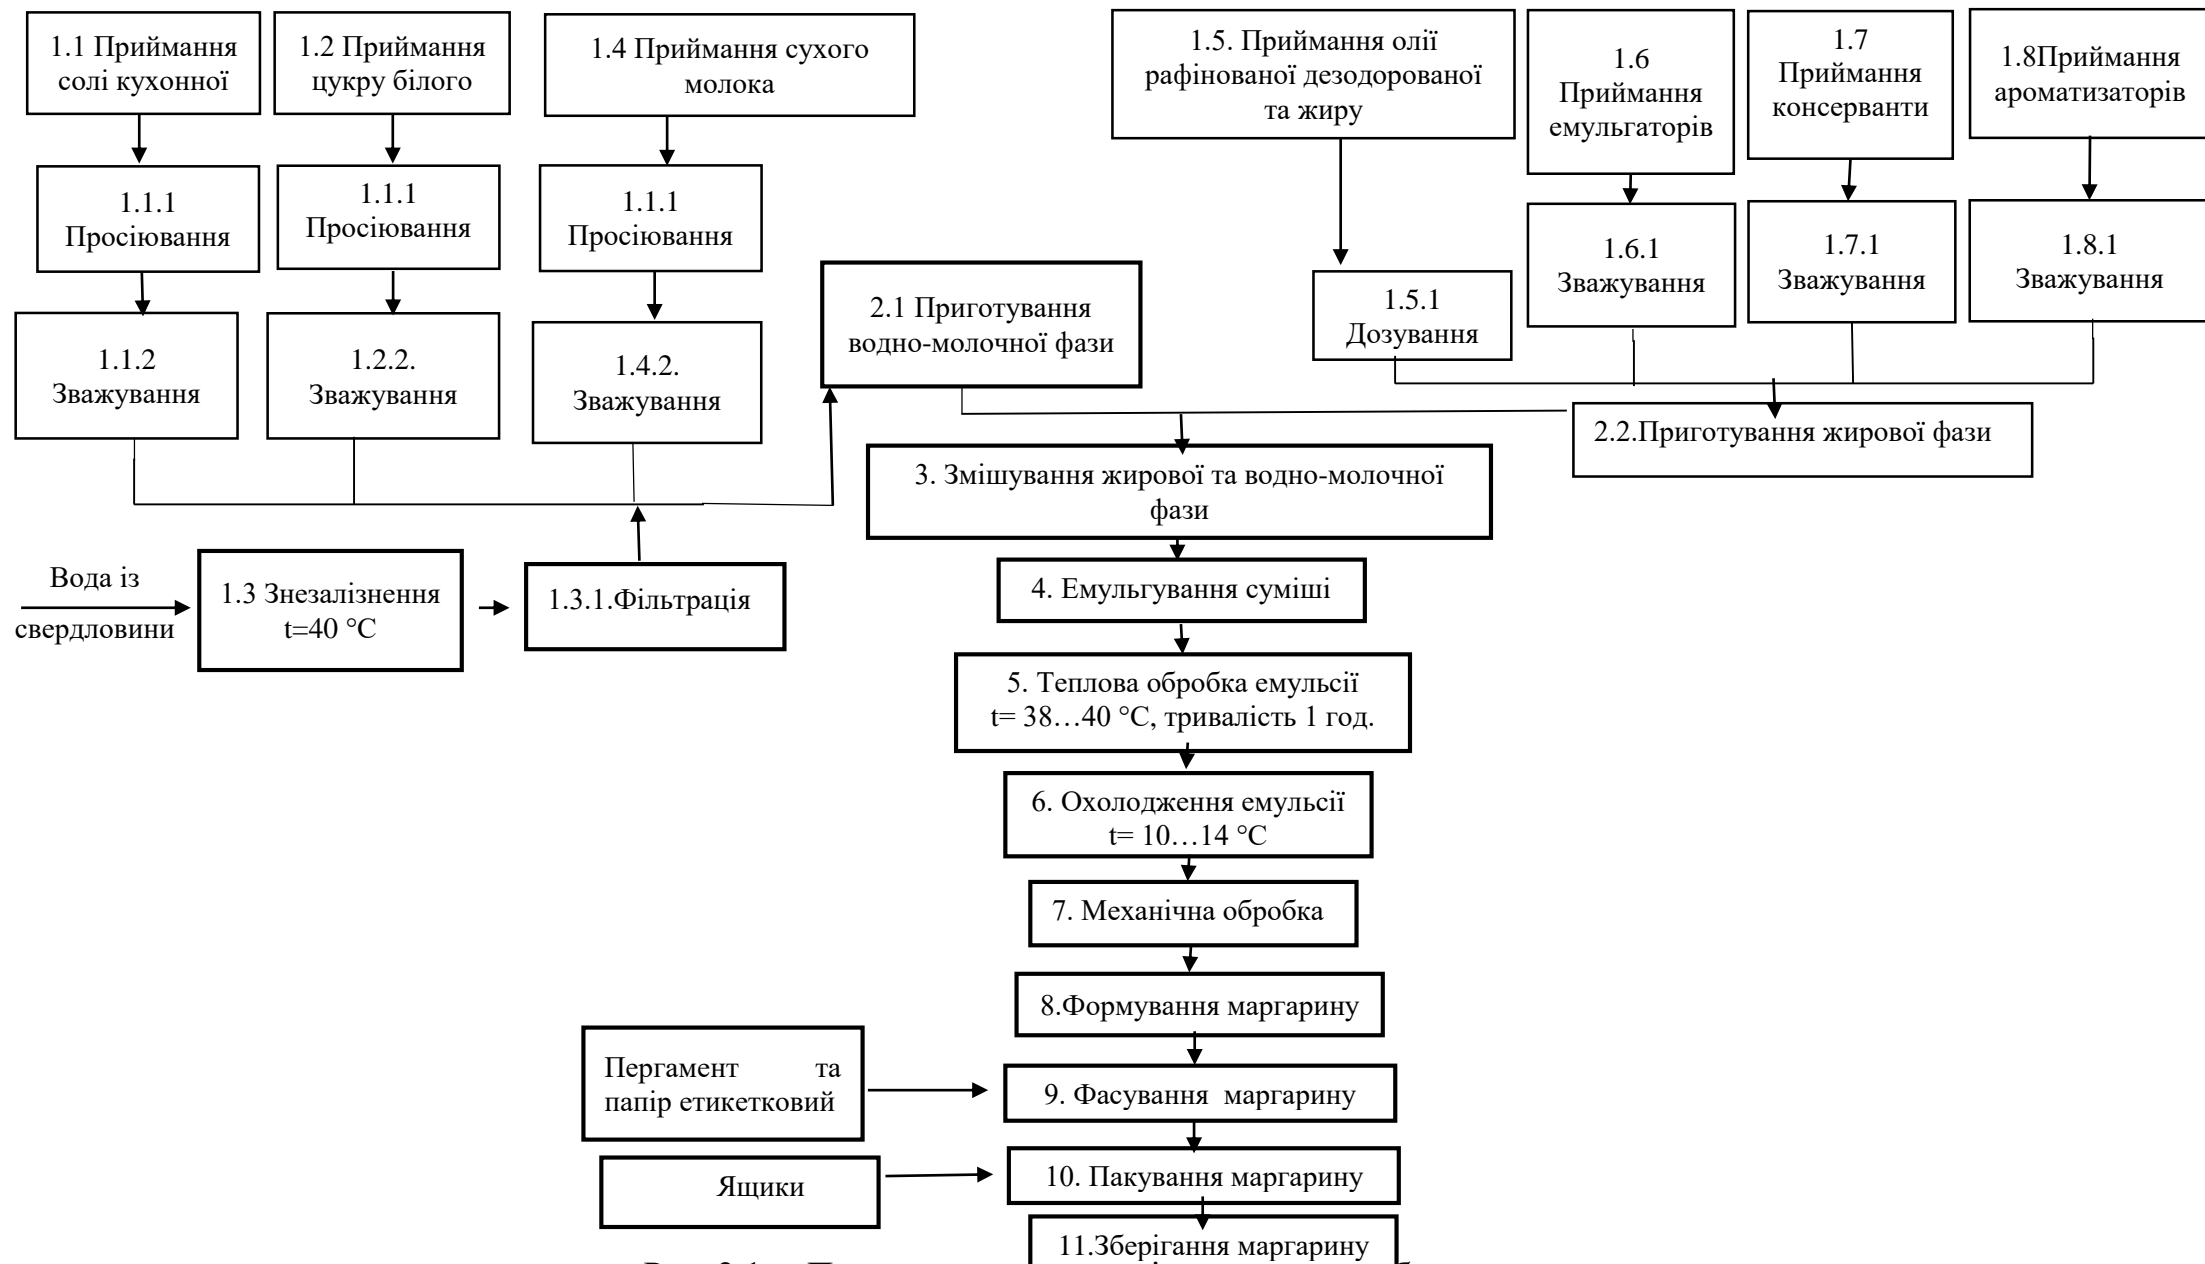 1.1 Приймання
солі кухонної
1.2 Приймання
цукру білого
1.4 Приймання сухого
молока
1.5. Приймання олії
рафінованої дезодорованої
та жиру
1.6
Приймання
емульгаторів
1.7
Приймання
консерванти
1.8Приймання
ароматизаторів
1.1.1
Просіювання
1.1.1
Просіювання
1.1.1
Просіювання
1.5.1
Дозування
1.6.1
Зважування
1.7.1
Зважування
1.8.1
Зважування
1.1.2
Зважування
1.2.2.
Зважування
1.4.2.
Зважування
2.1 Приготування
водно-молочної фази
2.2.Приготування жирової фази
3. Змішування жирової та водно-молочної
фази
Вода із
свердловини
1.3 Знезалізнення
t=40 °C
1.3.1.Фільтрація
4. Емульгування суміші
5. Теплова обробка емульсії
t= 38…40 °C, тривалість 1 год.
6. Охолодження емульсії
t= 10…14 °C
7. Механічна обробка
8.Формування маргарину
Пергамент та
папір етикетковий
9. Фасування маргарину
Ящики
10. Пакування маргарину
11.Зберігання маргарину